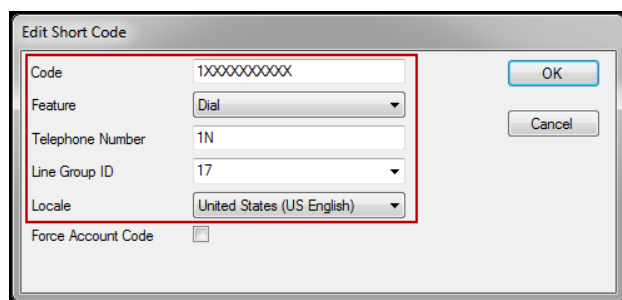 Edit Short Code
Code 1XXXXXXXXXX OK
Feature Dial
Telephone Number 1N Cancel
Line Group ID 17
Locale United States (US English)
Force Account Code